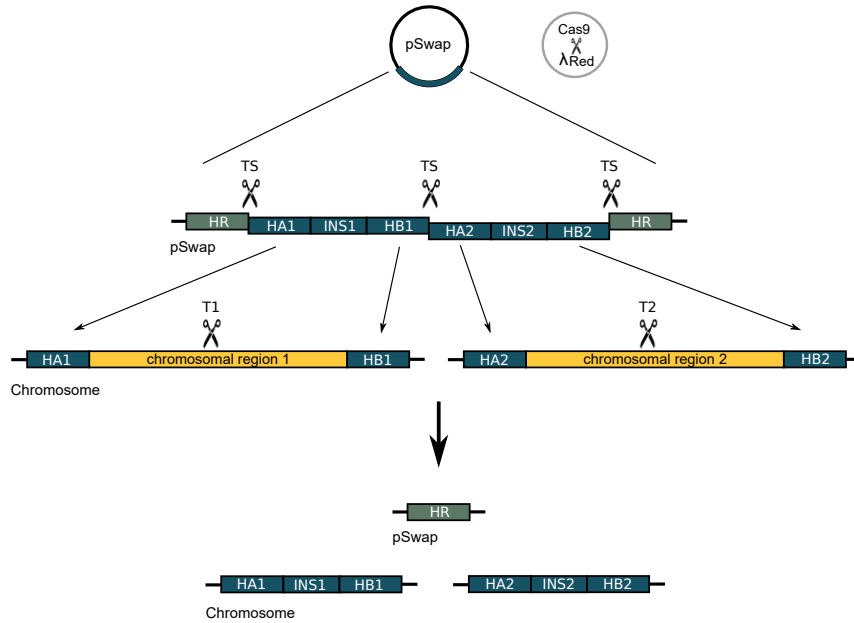 pSwap
Cas9
λRed
TS TS TS
HR HA1 INS1 HB1 HA2 INS2 HB2 HR
pSwap
T1 T2
HA1 chromosomal region 1 HB1 HA2 chromosomal region 2 HB2
Chromosome
HR
pSwap
HA1 INS1 HB1 HA2 INS2 HB2
Chromosome